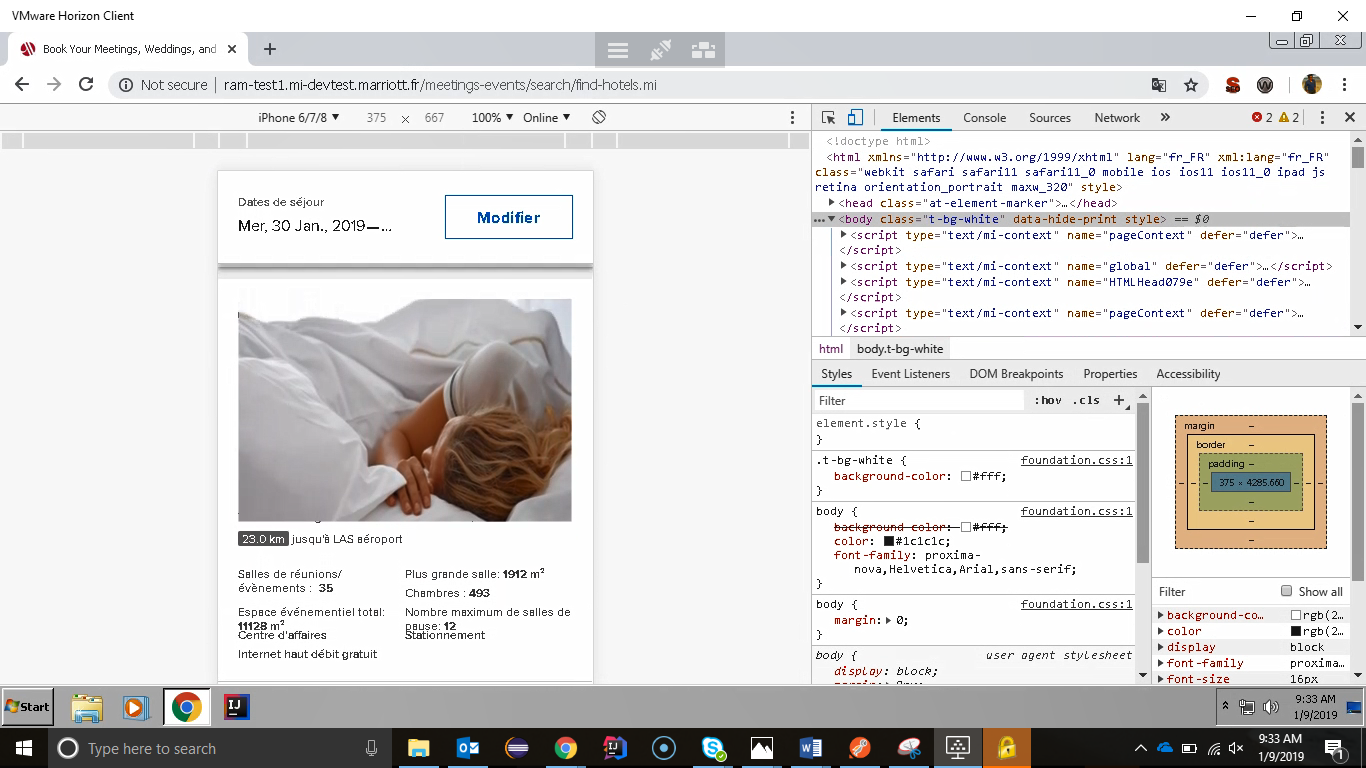 VMware Horizon Client
Book Your Meetings, Weddings, and
Not secure
ram-test1.mi-devtest.marriott.fr/meetings-events/search/find-hotels.mi
iPhone 6/7/8 ▼ 375 × 667 100% ▼ Online ▼
Elements Console Sources Network » 2 2
Dates de séjour
Mer, 30 Jan., 2019—...
Modifier
23.0 km jusqu'à LAS aéroport
Salles de réunions/
évènements : 35
Plus grande salle: 1912 m²
Chambres : 493
Espace événementiel total:
11128 m²
Nombre maximum de salles de
pause: 12
Centre d'affaires
Stationnement
Internet haut débit gratuit
<!doctype html>
<html xmlns="http://www.w3.org/1999/xhtml" lang="fr_FR" xml:lang="fr_FR"
class="webkit safari safari11 safari11_0 mobile ios ios11 ios11_0 ipad js
retina orientation_portrait maxw_320" style>
▶<head class="at-element-marker">…</head>
…▼<body class="t-bg-white" data-hide-print style> == $0
▶<script type="text/mi-context" name="pageContext" defer="defer">…
</script>
▶<script type="text/mi-context" name="global" defer="defer">…</script>
▶<script type="text/mi-context" name="HTMLHead079e" defer="defer">…
</script>
▶<script type="text/mi-context" name="pageContext" defer="defer">…
</script>
html body.t-bg-white
Styles Event Listeners DOM Breakpoints Properties Accessibility
Filter :hov .cls +
element.style {
}
.t-bg-white { foundation.css:1
background-color: #fff;
}
body { foundation.css:1
background-color: #fff;
color: #1c1c1c;
font-family: proxima-
nova,Helvetica,Arial,sans-serif;
}
body { foundation.css:1
margin: ▶ 0;
}
body { user agent stylesheet
display: block;
margin –
border –
padding –
375 × 4285.660
–
–
–
Filter Show all
background-co… rgb(2…
color rgb(2…
display block
font-family proxima…
font-size 16px
Start
9:33 AM
1/9/2019
Type here to search
9:33 AM
1/9/2019
1